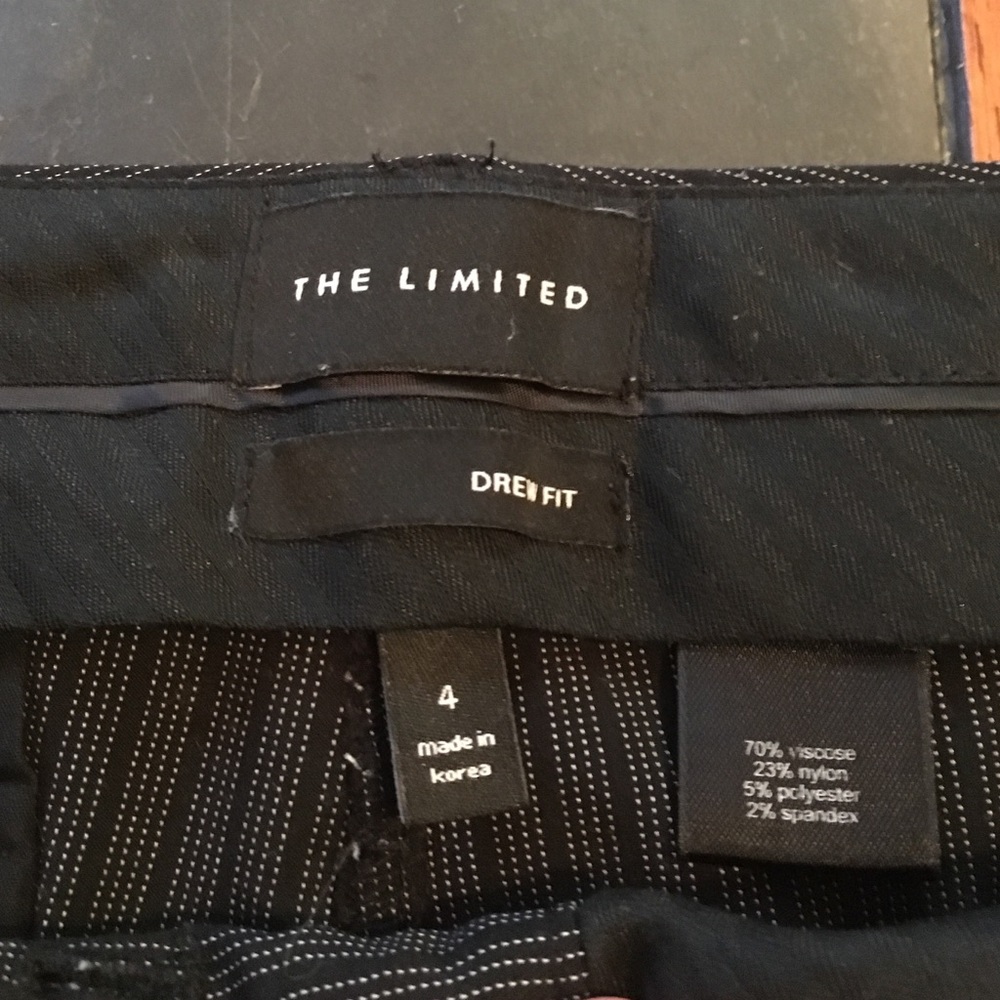 THE LIMITED
DREW FIT
4
made in
korea
70% viscose
23% nylon
5% polyester
2% spandex